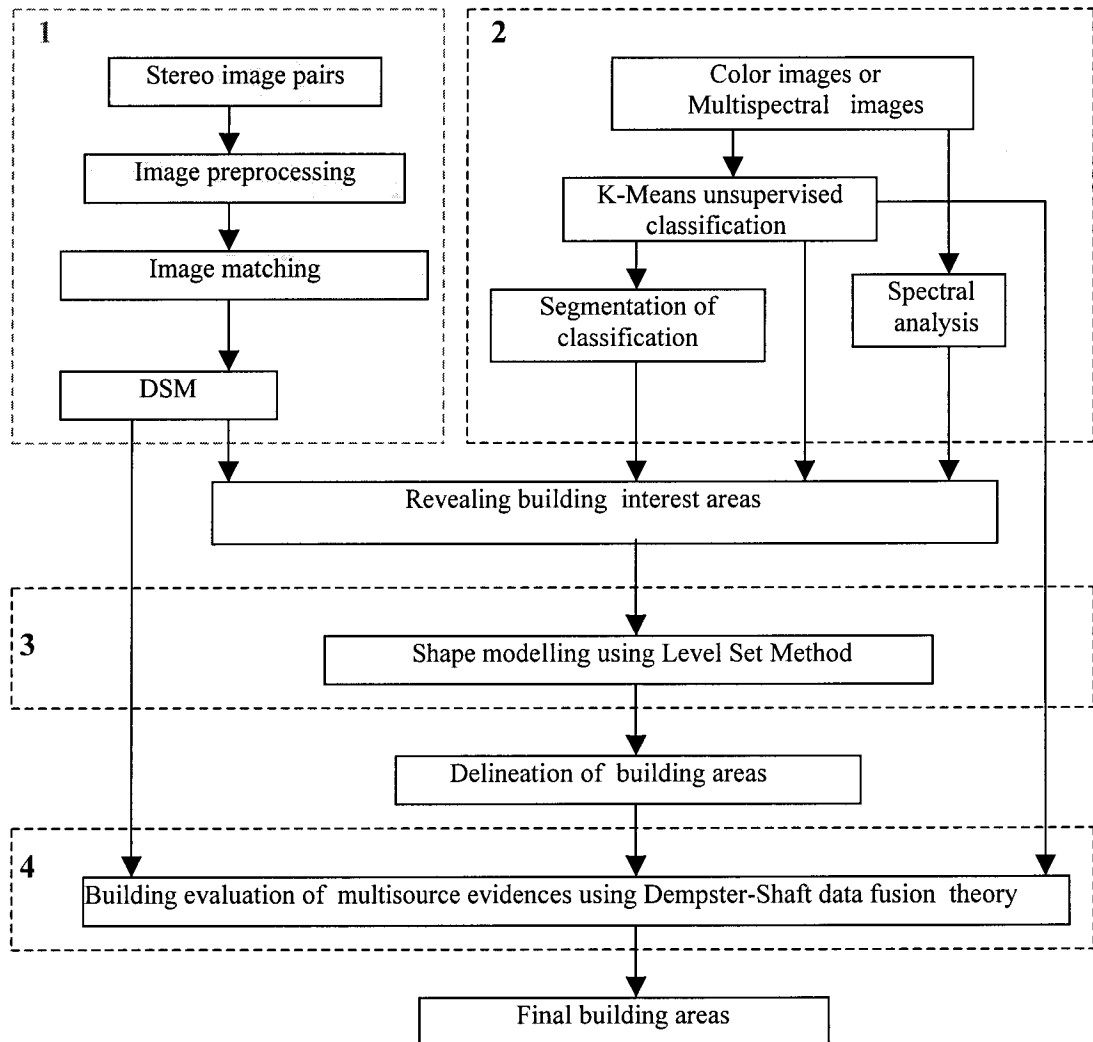 1
Stereo image pairs
Image preprocessing
Image matching
DSM
2
Color images or
Multispectral images
K-Means unsupervised
classification
Segmentation of
classification
Spectral
analysis
Revealing building interest areas
3
Shape modelling using Level Set Method
Delineation of building areas
4
Building evaluation of multisource evidences using Dempster-Shaft data fusion theory
Final building areas